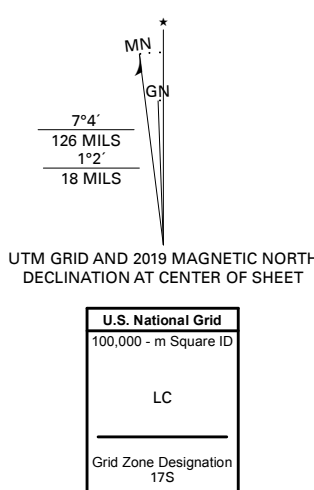 MN
GN
7°4´
126 MILS
1°2´
18 MILS
UTM GRID AND 2019 MAGNETIC NORTH
DECLINATION AT CENTER OF SHEET
U.S. National Grid
100,000 - m Square ID
LC
Grid Zone Designation
17S